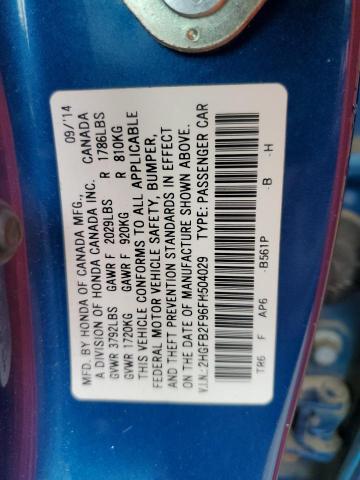 MFD. BY HONDA OF CANADA MFG., 09/'14
A DIVISION OF HONDA CANADA INC. CANADA
GVWR 3792LBS GAWR F 2029LBS R 1786LBS
GVWR 1720KG GAWR F 920KG R 810KG
THIS VEHICLE CONFORMS TO ALL APPLICABLE
FEDERAL MOTOR VEHICLE SAFETY, BUMPER,
AND THEFT PREVENTION STANDARDS IN EFFECT
ON THE DATE OF MANUFACTURE SHOWN ABOVE.
V.I.N.:2HGFB2F96FH504029 TYPE: PASSENGER CAR
TR6 F AP6 -B561P -B -H